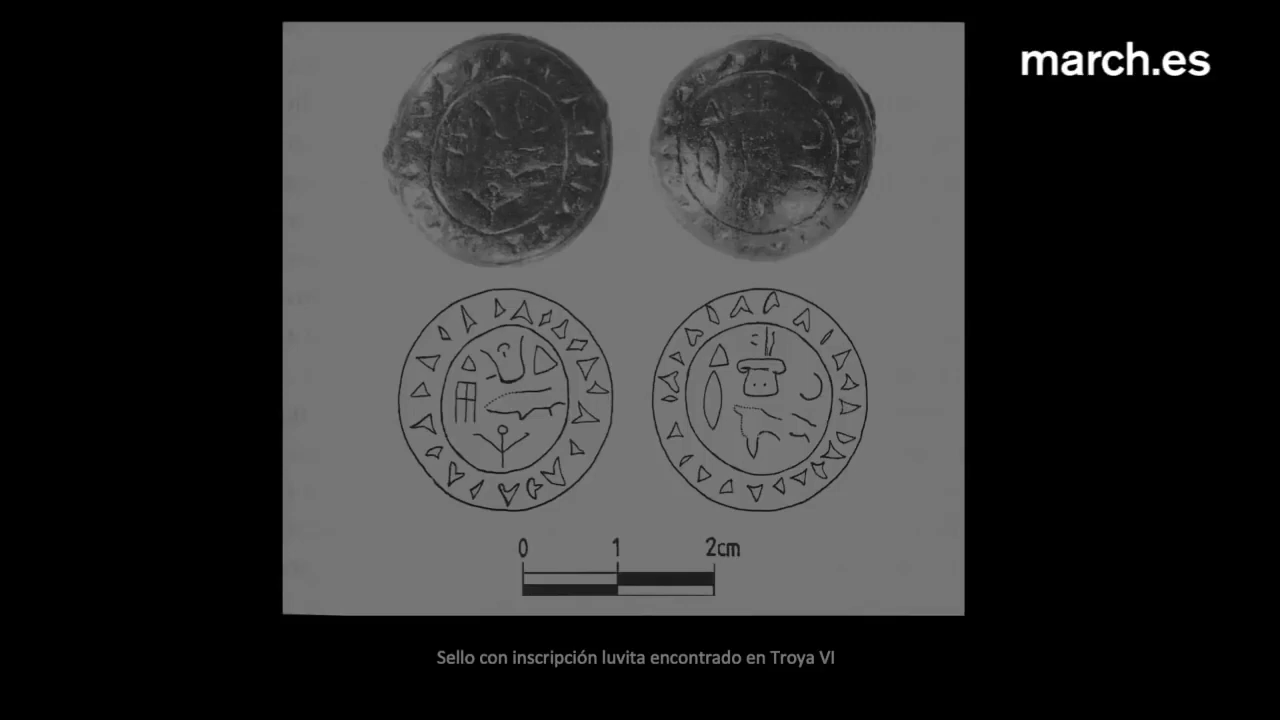 march.es
0 1 2cm
Sello con inscripción luvita encontrado en Troya VI